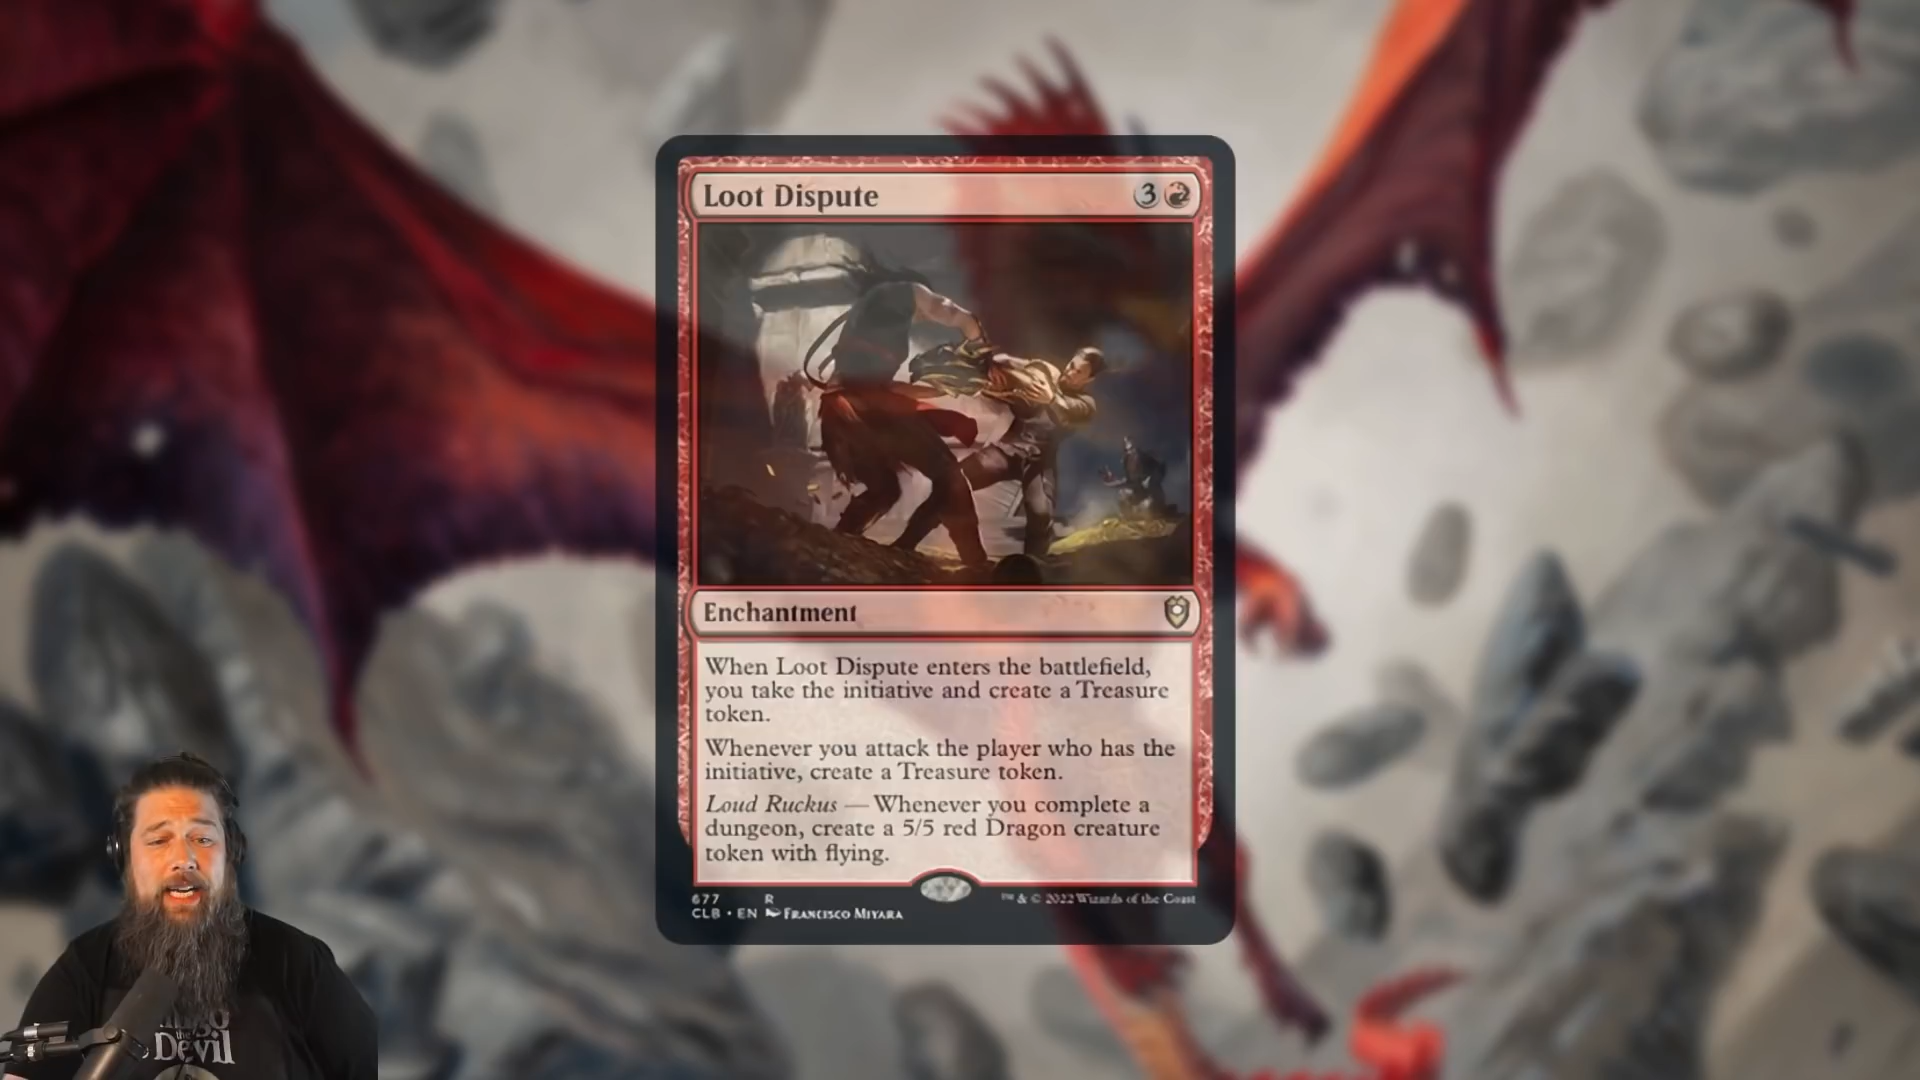 Loot Dispute
3
Enchantment
When Loot Dispute enters the battlefield,
you take the initiative and create a Treasure
token.
Whenever you attack the player who has the
initiative, create a Treasure token.
Loud Ruckus — Whenever you complete a
dungeon, create a 5/5 red Dragon creature
token with flying.
677 R
CLB • EN Francisco Miyara
™ & © 2022 Wizards of the Coast
the
Devil